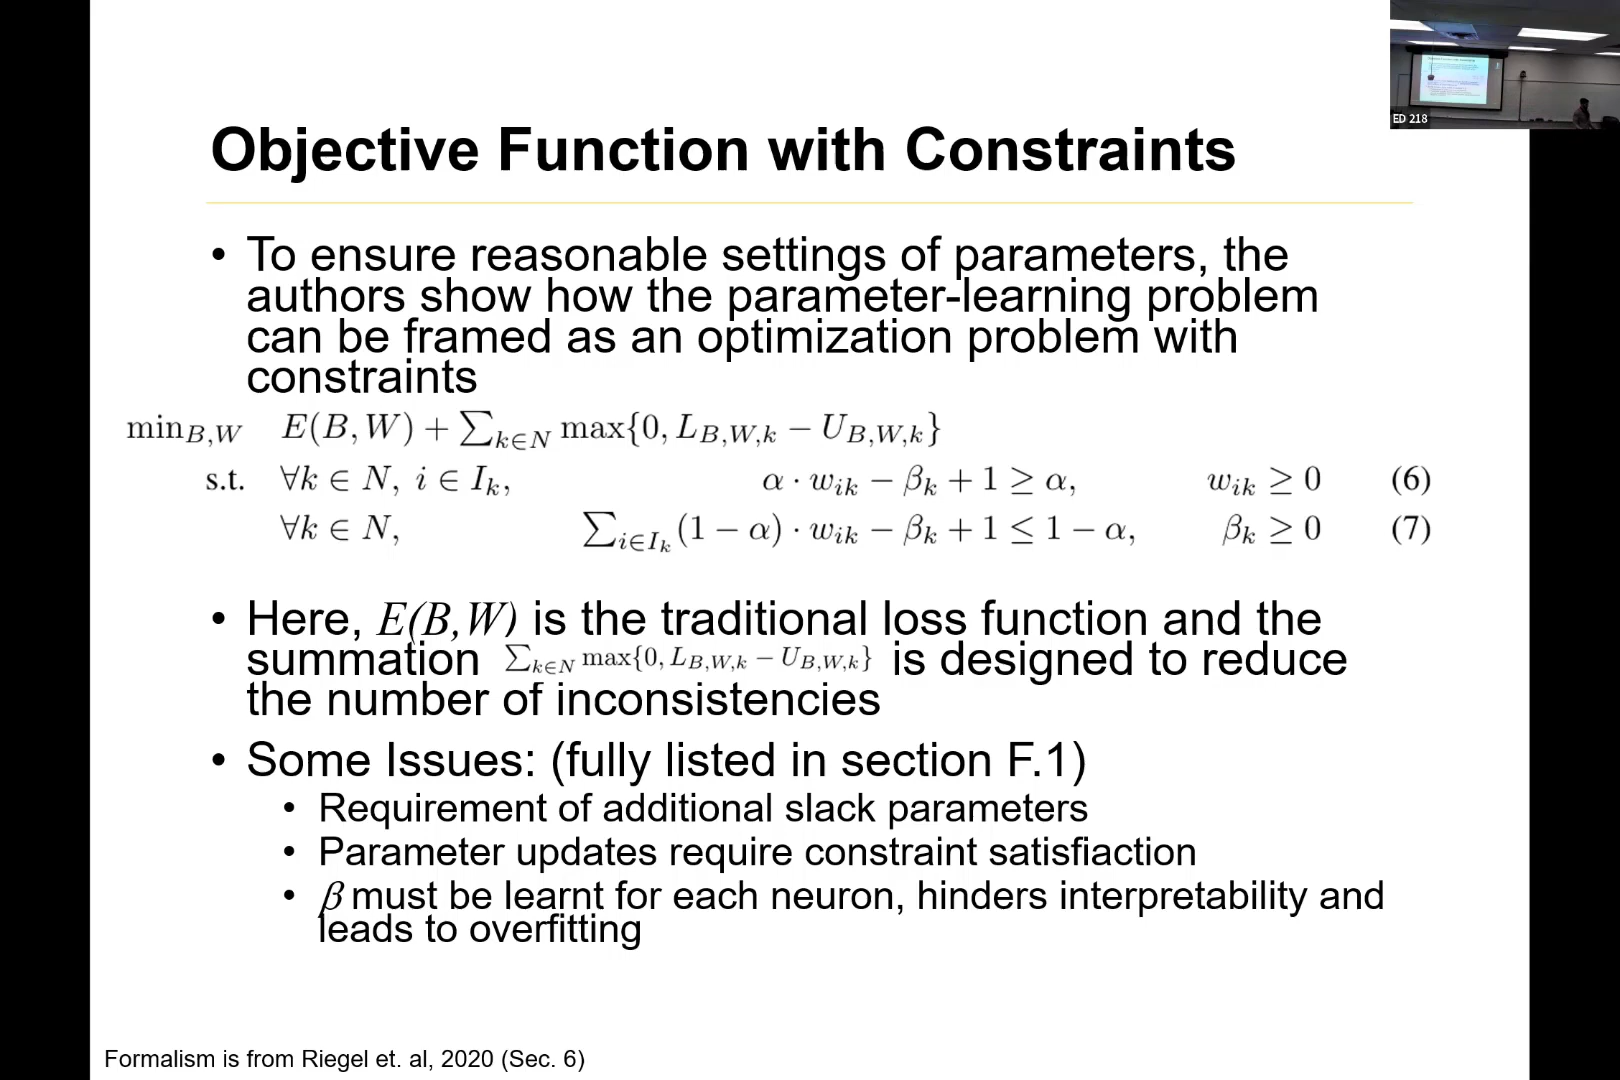 ED 218
Objective Function with Constraints
• To ensure reasonable settings of parameters, the
authors show how the parameter-learning problem
can be framed as an optimization problem with
constraints
min_{B,W} E(B, W) + ∑_{k∈N} max{0, L_{B,W,k} − U_{B,W,k}}
s.t. ∀k ∈ N, i ∈ I_k, α · w_{ik} − β_k + 1 ≥ α, w_{ik} ≥ 0 (6)
∀k ∈ N, ∑_{i∈I_k} (1 − α) · w_{ik} − β_k + 1 ≤ 1 − α, β_k ≥ 0 (7)
• Here, E(B,W) is the traditional loss function and the
summation ∑_{k∈N} max{0, L_{B,W,k} − U_{B,W,k}} is designed to reduce
the number of inconsistencies
• Some Issues: (fully listed in section F.1)
• Requirement of additional slack parameters
• Parameter updates require constraint satisfiaction
• β must be learnt for each neuron, hinders interpretability and
leads to overfitting
Formalism is from Riegel et. al, 2020 (Sec. 6)